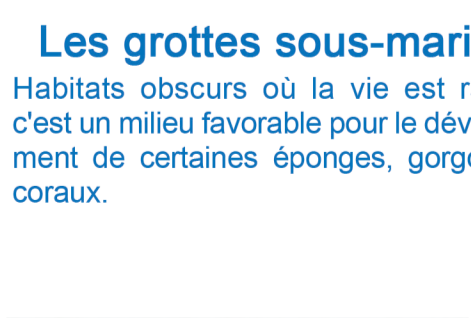 Les grottes sous-mari
Habitats obscurs où la vie est r
c'est un milieu favorable pour le dév
ment de certaines éponges, gorgo
coraux.